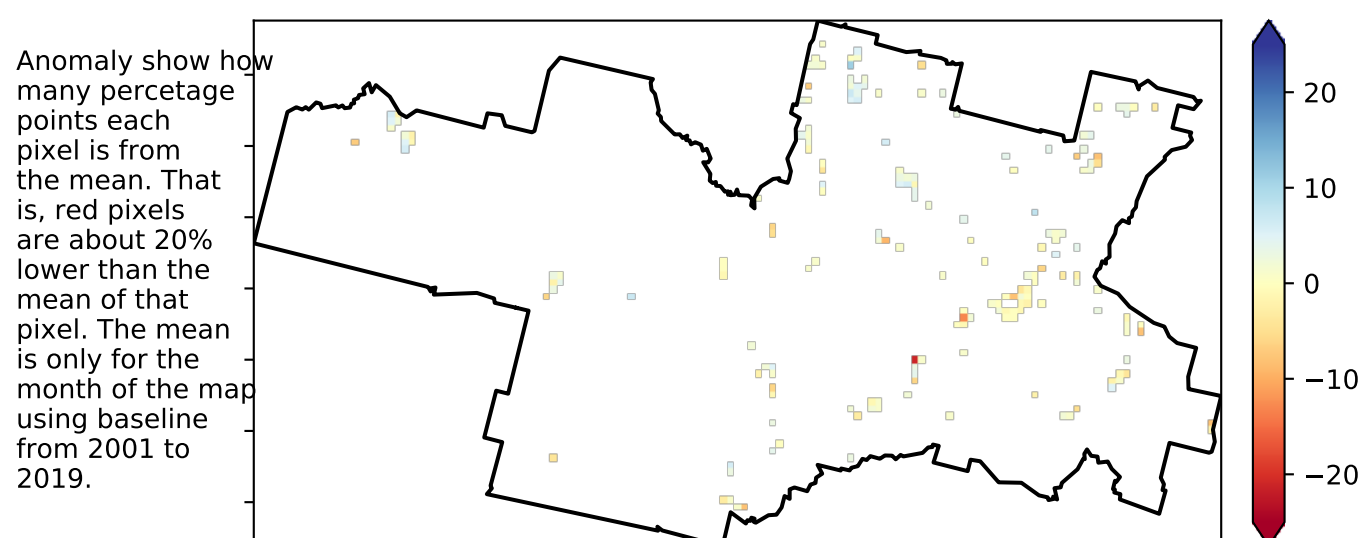 Anomaly show how
many percetage
points each
pixel is from
the mean. That
is, red pixels
are about 20%
lower than the
mean of that
pixel. The mean
is only for the
month of the map
using baseline
from 2001 to
2019.
20
10
0
−10
−20